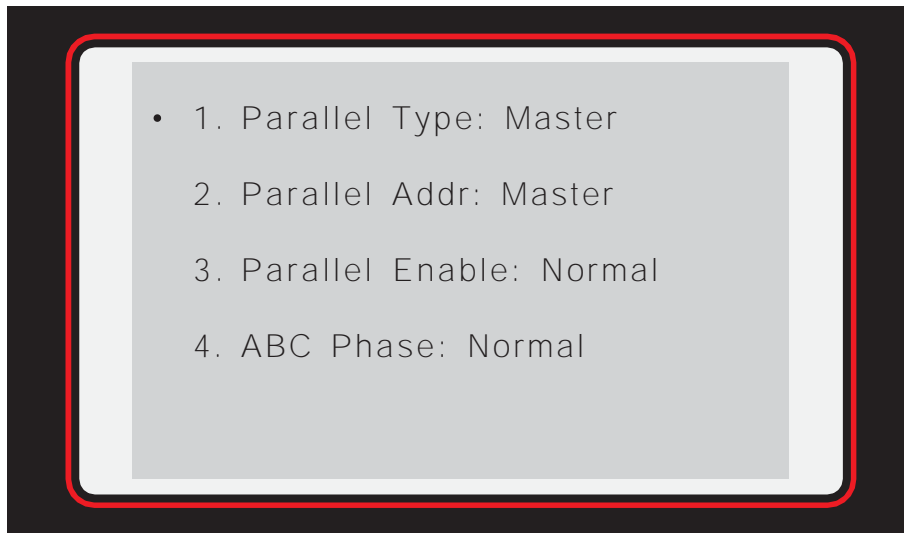 • 1. Parallel Type: Master
2. Parallel Addr: Master
3. Parallel Enable: Normal
4. ABC Phase: Normal